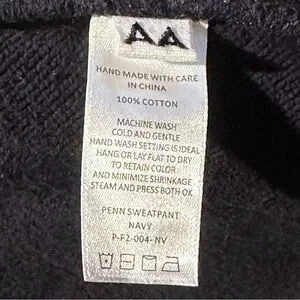 AA
HAND MADE WITH CARE
IN CHINA
100% COTTON
MACHINE WASH
COLD AND GENTLE
HAND WASH SETTING IS IDEAL
HANG OR LAY FLAT TO DRY
TO RETAIN COLOR
AND MINIMIZE SHRINKAGE
STEAM AND PRESS BOTH OK
PENN SWEATPANT
NAVY
P-F2-004-NV